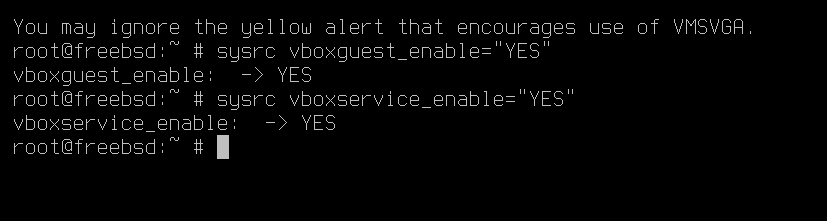 You may ignore the yellow alert that encourages use of VMSVGA.
root@freebsd:~ # sysrc vboxguest_enable="YES"
vboxguest_enable:  -> YES
root@freebsd:~ # sysrc vboxservice_enable="YES"
vboxservice_enable:  -> YES
root@freebsd:~ #